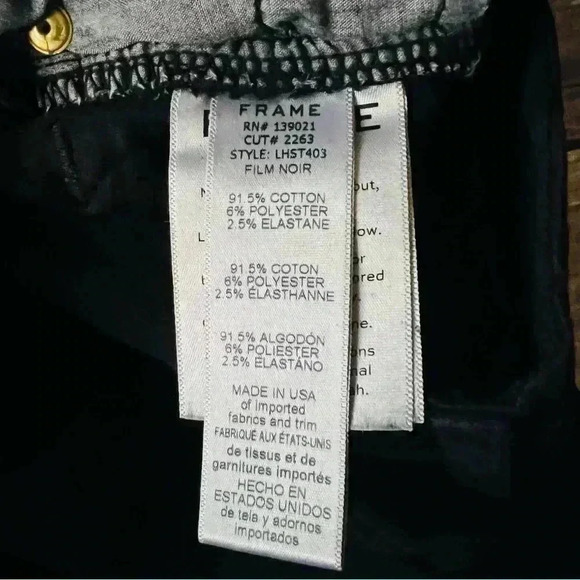 FRAME
RN# 139021
CUT# 2263
STYLE: LHST403
FILM NOIR
91.5% COTTON
6% POLYESTER
2.5% ELASTANE
91.5% COTON
6% POLYESTER
2.5% ÉLASTHANNE
91.5% ALGODÓN
6% POLIÉSTER
2.5% ELASTANO
MADE IN USA
of imported
fabrics and trim
FABRIQUÉ AUX ÉTATS-UNIS
de tissus et de
garnitures importés
HECHO EN
ESTADOS UNIDOS
de tela y adornos
importados